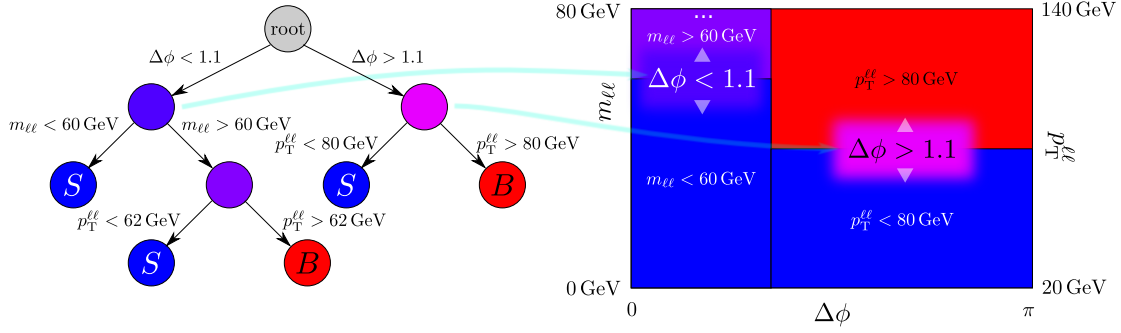 root
Δϕ < 1.1
Δϕ > 1.1
m_ℓℓ < 60 GeV
m_ℓℓ > 60 GeV
p_T^ℓℓ < 80 GeV
p_T^ℓℓ > 80 GeV
S
S
B
p_T^ℓℓ < 62 GeV
p_T^ℓℓ > 62 GeV
S
B
80 GeV
...
140 GeV
m_ℓℓ > 60 GeV
Δϕ < 1.1
p_T^ℓℓ > 80 GeV
m_ℓℓ
Δϕ > 1.1
p_T^ℓℓ
m_ℓℓ < 60 GeV
p_T^ℓℓ < 80 GeV
0 GeV
20 GeV
0
Δϕ
π